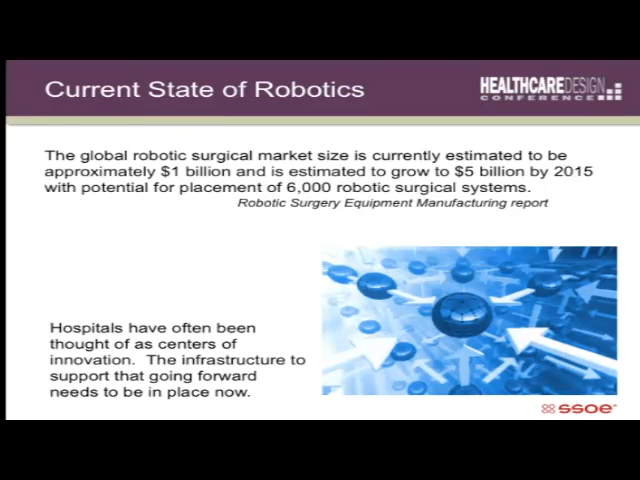 Current State of Robotics
HEALTHCAREDESIGN
CONFERENCE
The global robotic surgical market size is currently estimated to be
approximately $1 billion and is estimated to grow to $5 billion by 2015
with potential for placement of 6,000 robotic surgical systems.
Robotic Surgery Equipment Manufacturing report
Hospitals have often been
thought of as centers of
innovation. The infrastructure to
support that going forward
needs to be in place now.
ssoe